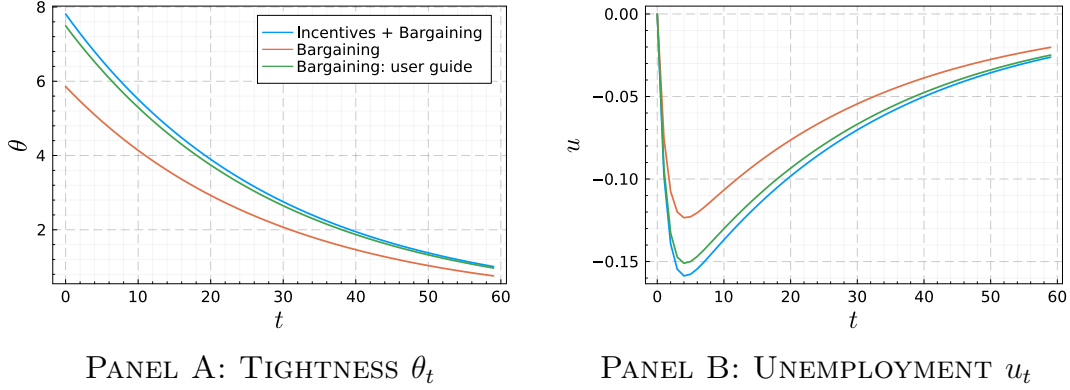 8
6
4
2
θ
0
10
20
30
40
50
60
t
Incentives + Bargaining
Bargaining
Bargaining: user guide
PANEL A: TIGHTNESS θt
0.00
−0.05
−0.10
−0.15
u
0
10
20
30
40
50
60
t
PANEL B: UNEMPLOYMENT ut